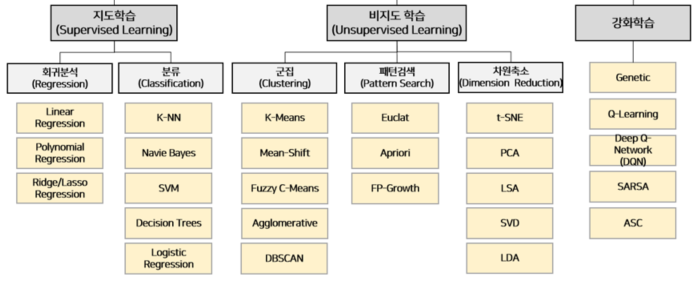 지도학습
(Supervised Learning)
비지도 학습
(Unsupervised Learning)
강화학습
회귀분석
(Regression)
분류
(Classification)
군집
(Clustering)
패턴검색
(Pattern Search)
차원축소
(Dimension Reduction)
Linear
Regression
Polynomial
Regression
Ridge/Lasso
Regression
K-NN
Navie Bayes
SVM
Decision Trees
Logistic
Regression
K-Means
Mean-Shift
Fuzzy C-Means
Agglomerative
DBSCAN
Euclat
Apriori
FP-Growth
t-SNE
PCA
LSA
SVD
LDA
Genetic
Q-Learning
Deep Q-
Network
(DQN)
SARSA
ASC